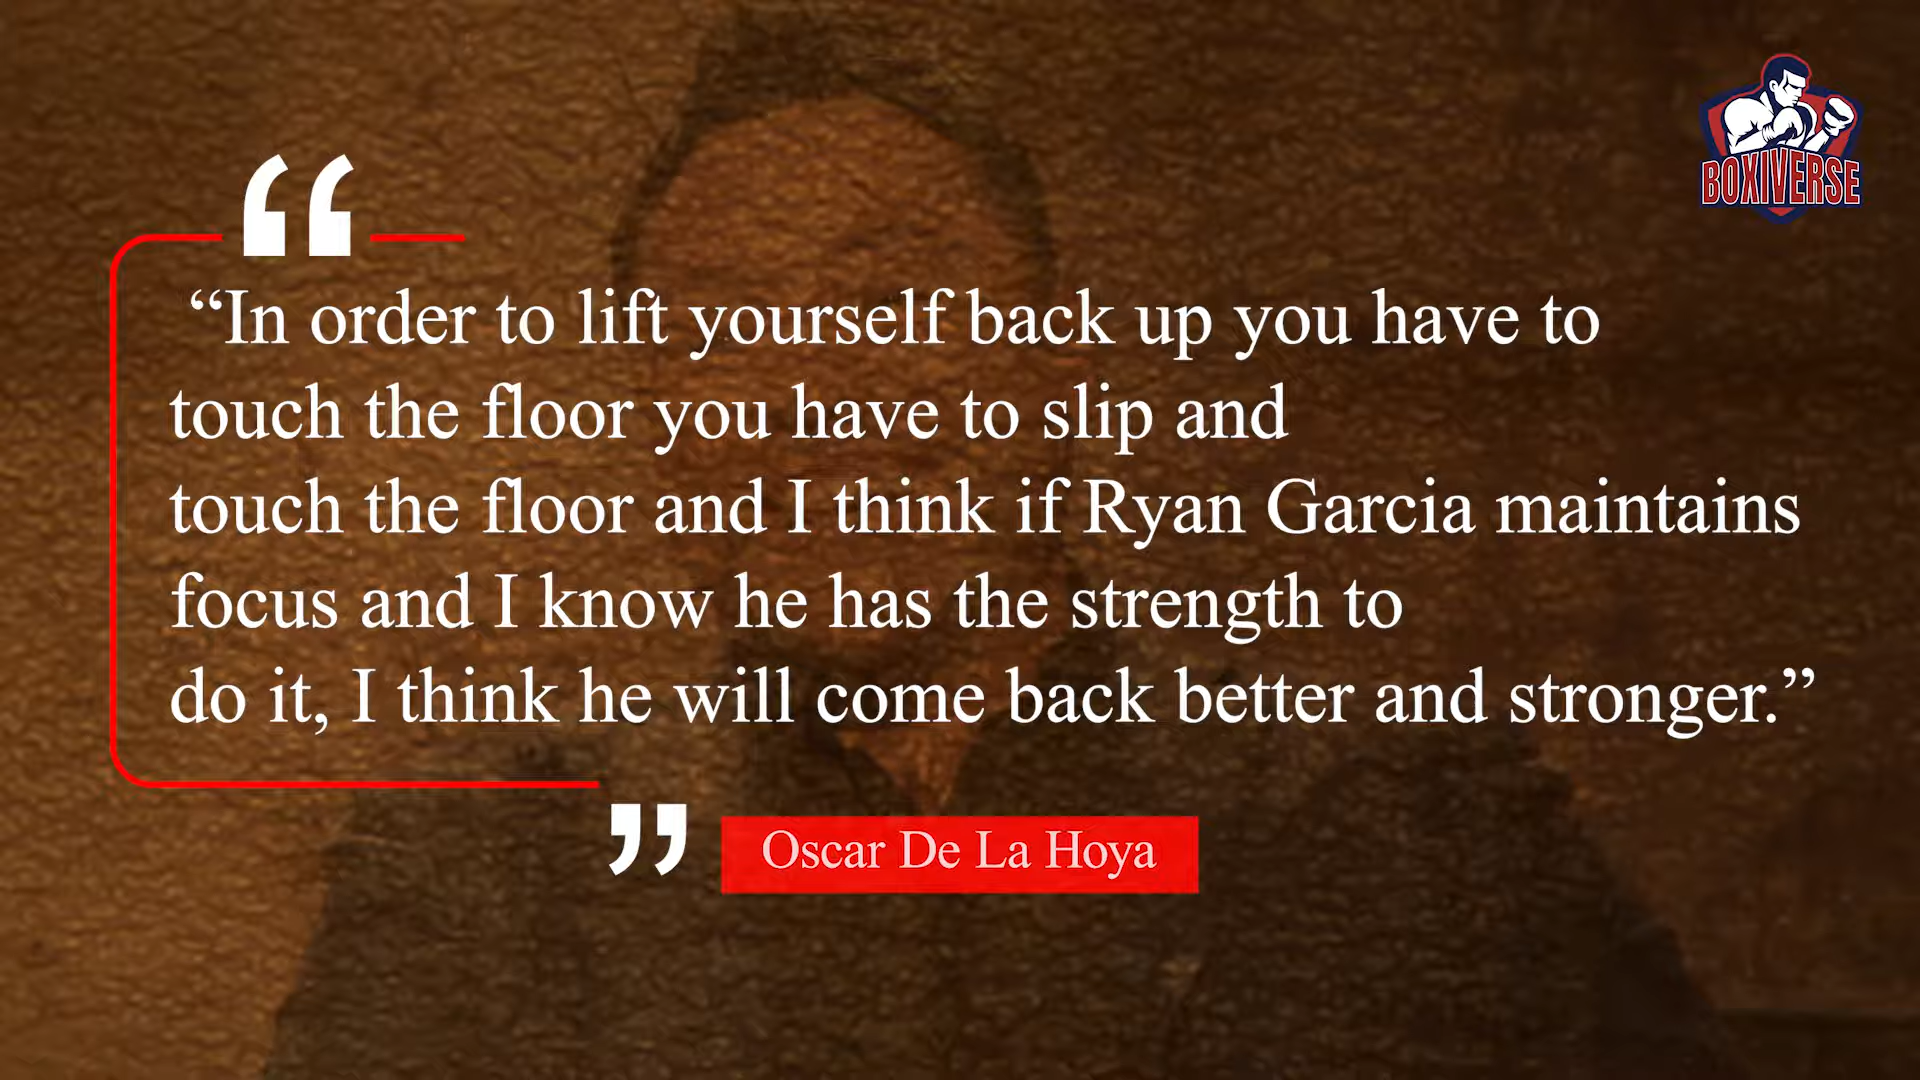 BOXIVERSE
“In order to lift yourself back up you have to
touch the floor you have to slip and
touch the floor and I think if Ryan Garcia maintains
focus and I know he has the strength to
do it, I think he will come back better and stronger.”
Oscar De La Hoya